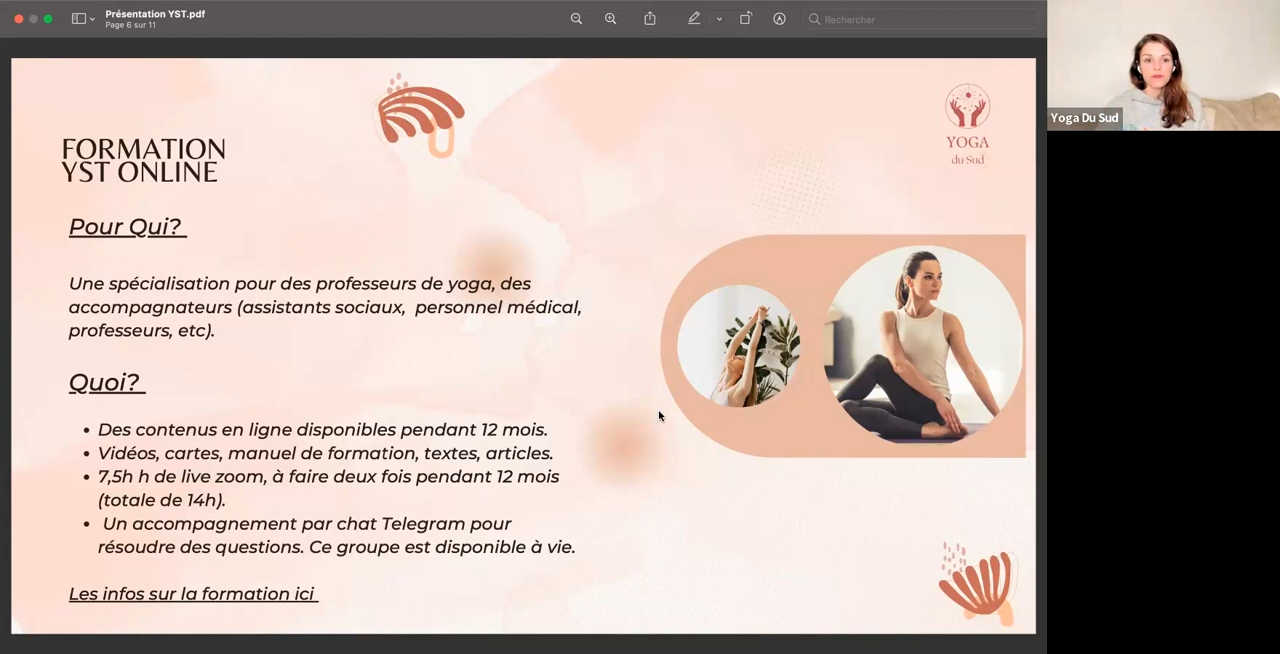 Présentation YST.pdf
Page 6 sur 11
Rechercher
Yoga Du Sud
YOGA
du Sud
FORMATION
YST ONLINE
Pour Qui?
Une spécialisation pour des professeurs de yoga, des
accompagnateurs (assistants sociaux, personnel médical,
professeurs, etc).
Quoi?
• Des contenus en ligne disponibles pendant 12 mois.
• Vidéos, cartes, manuel de formation, textes, articles.
• 7,5h h de live zoom, à faire deux fois pendant 12 mois
(totale de 14h).
• Un accompagnement par chat Telegram pour
résoudre des questions. Ce groupe est disponible à vie.
Les infos sur la formation ici